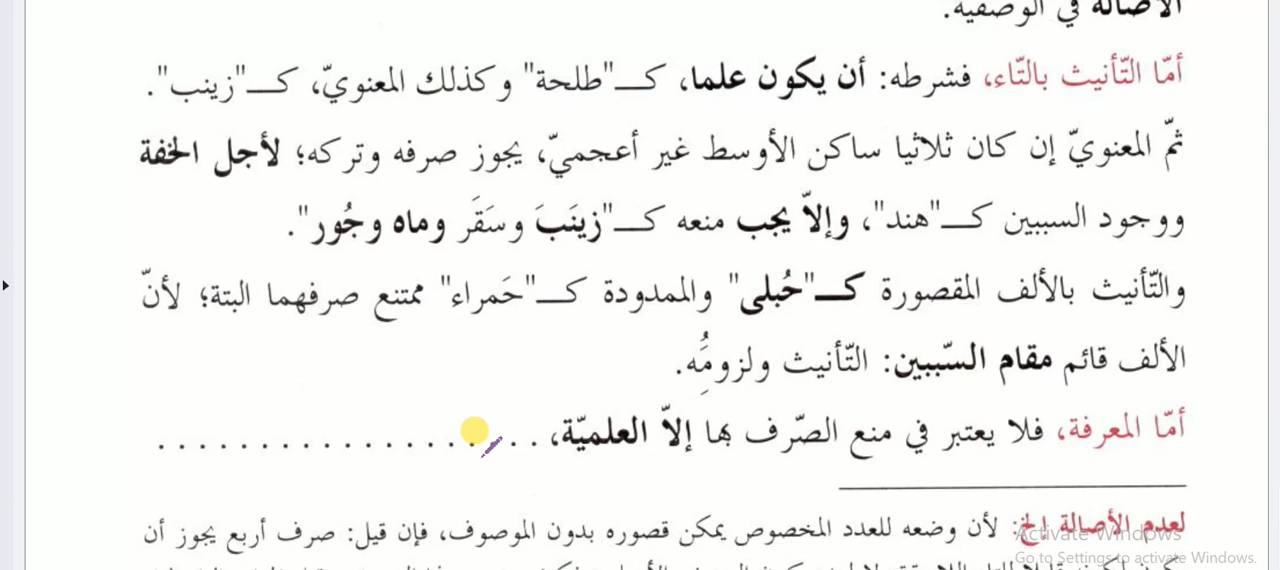 الأصالة في الوصفية.
أمّا التّأنيث بالتّاء، فشرطه: أن يكون علما، كـ"طلحة" وكذلك المعنويّ، كـ"زينب".
ثمّ المعنويّ إن كان ثلاثيا ساكن الأوسط غير أعجميّ، يجوز صرفه وتركه؛ لأجل الخفة
ووجود السببين كـ"هند"، وإلاّ يجب منعه كـ"زينَبَ وسَقَر وماه وجُور".
والتّأنيث بالألف المقصورة كـ"حُبلى" والممدودة كـ"حَمراء" ممتنع صرفهما البتة؛ لأنّ
الألف قائم مقام السّببين: التّأنيث ولزومُِه.
أمّا المعرفة، فلا يعتبر في منع الصّرف بها إلاّ العلميّة، . . . . . . . . . . . . . . . . .
لعدم الأصالة إلخ: لأن وضعه للعدد المخصوص يمكن قصوره بدون الموصوف، فإن قيل: صرف أربع يجوز أن
Activate Windows
Go to Settings to activate Windows.